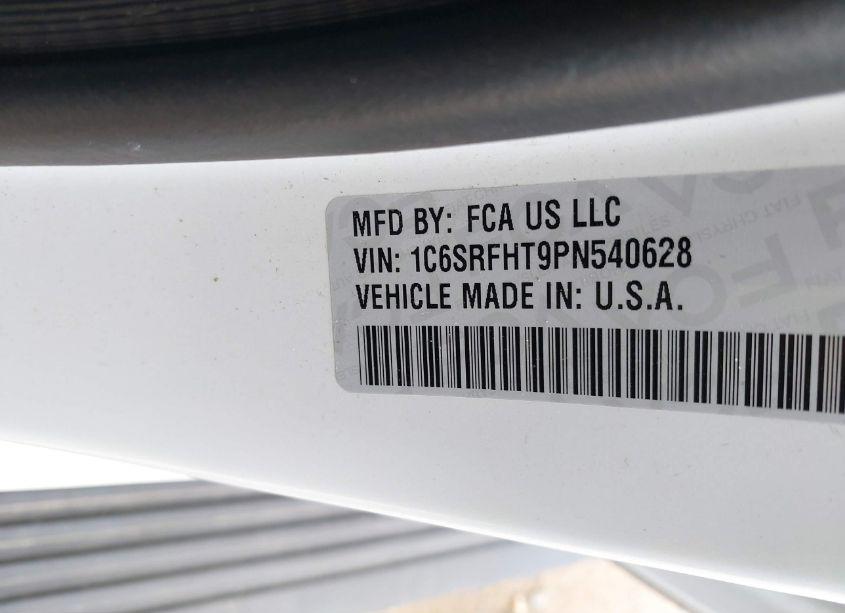 MFD BY: FCA US LLC
VIN: 1C6SRFHT9PN540628
VEHICLE MADE IN: U.S.A.